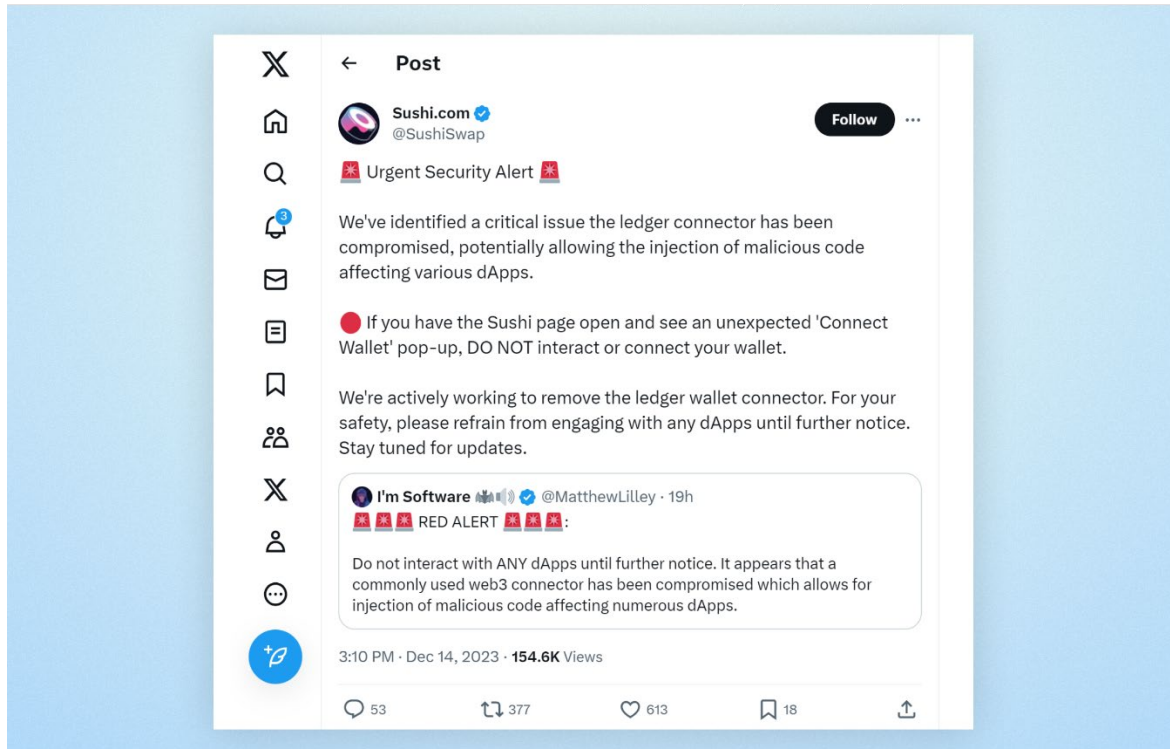 Post
Sushi.com
@SushiSwap
Follow
🚨 Urgent Security Alert 🚨
We've identified a critical issue the ledger connector has been
compromised, potentially allowing the injection of malicious code
affecting various dApps.
🔴 If you have the Sushi page open and see an unexpected 'Connect
Wallet' pop-up, DO NOT interact or connect your wallet.
We're actively working to remove the ledger wallet connector. For your
safety, please refrain from engaging with any dApps until further notice.
Stay tuned for updates.
I'm Software 🦇🔊 @MatthewLilley · 19h
🚨🚨🚨 RED ALERT 🚨🚨🚨:
Do not interact with ANY dApps until further notice. It appears that a
commonly used web3 connector has been compromised which allows for
injection of malicious code affecting numerous dApps.
3:10 PM · Dec 14, 2023 · 154.6K Views
53 377 613 18
3